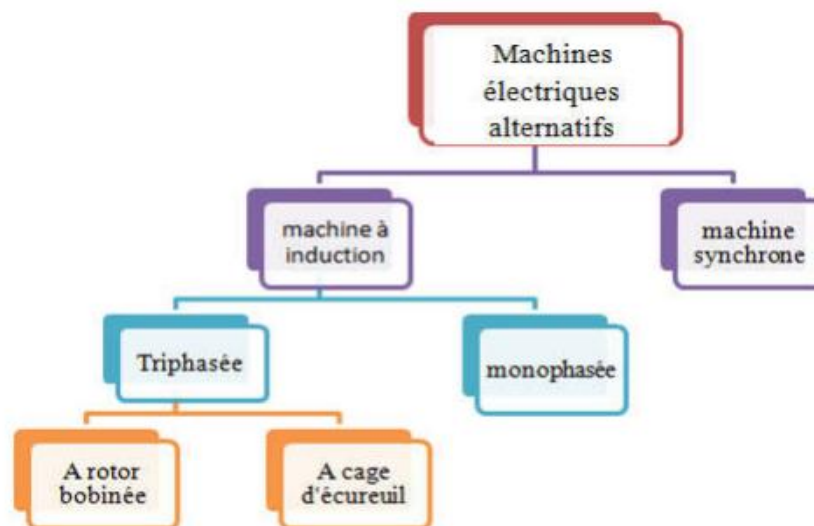 Machines
électriques
alternatifs
machine à
induction
machine
synchrone
Triphasée
monophasée
A rotor
bobinée
A cage
d'écureuil